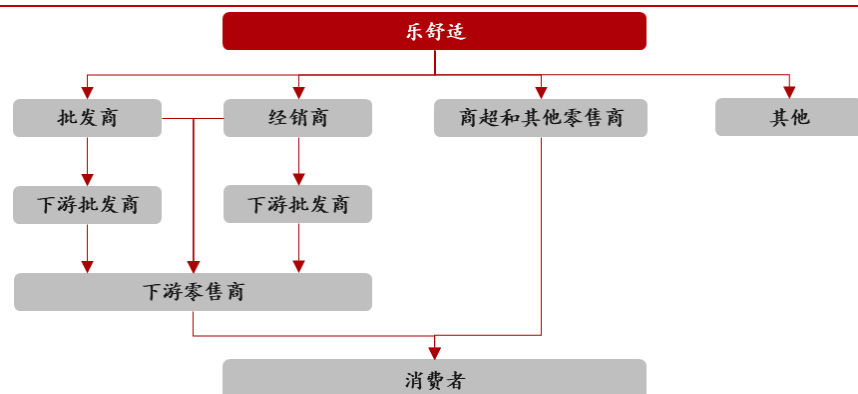 乐舒适
批发商
经销商
商超和其他零售商
其他
下游批发商
下游批发商
下游零售商
消费者